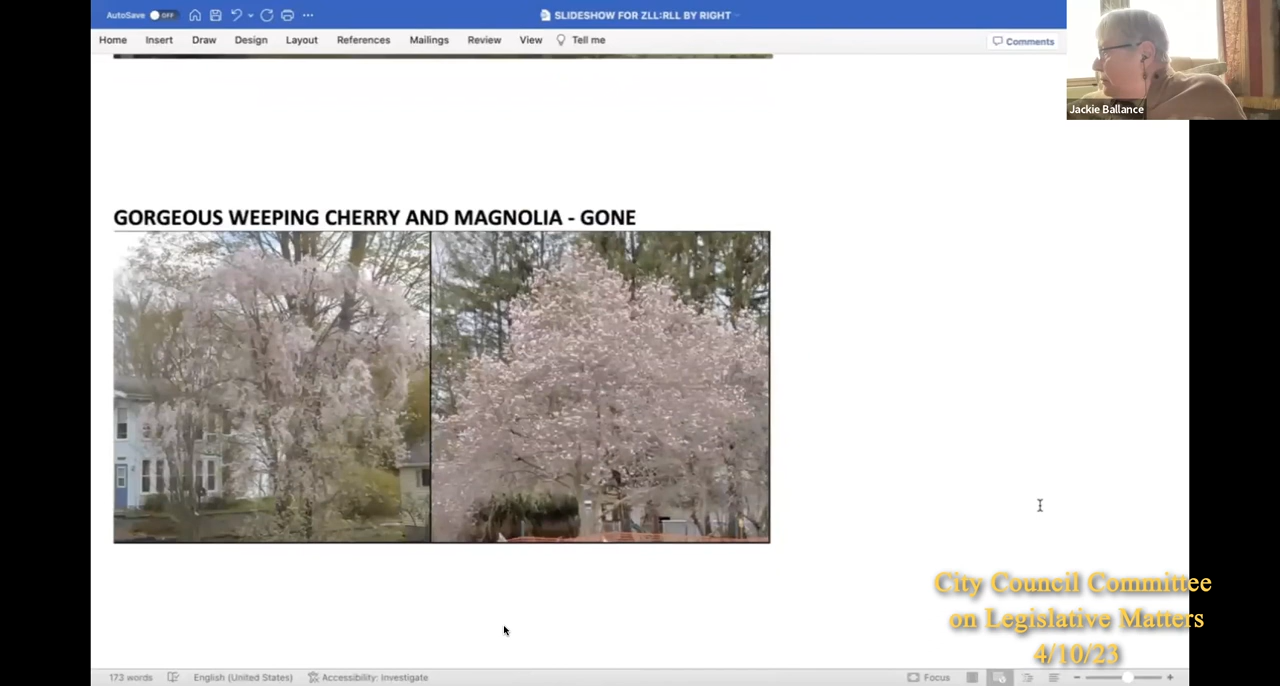 AutoSave OFF
SLIDESHOW FOR ZLL:RLL BY RIGHT
Home Insert Draw Design Layout References Mailings Review View Tell me
Comments
Jackie Ballance
GORGEOUS WEEPING CHERRY AND MAGNOLIA - GONE
City Council Committee
on Legislative Matters
4/10/23
173 words English (United States) Accessibility: Investigate Focus